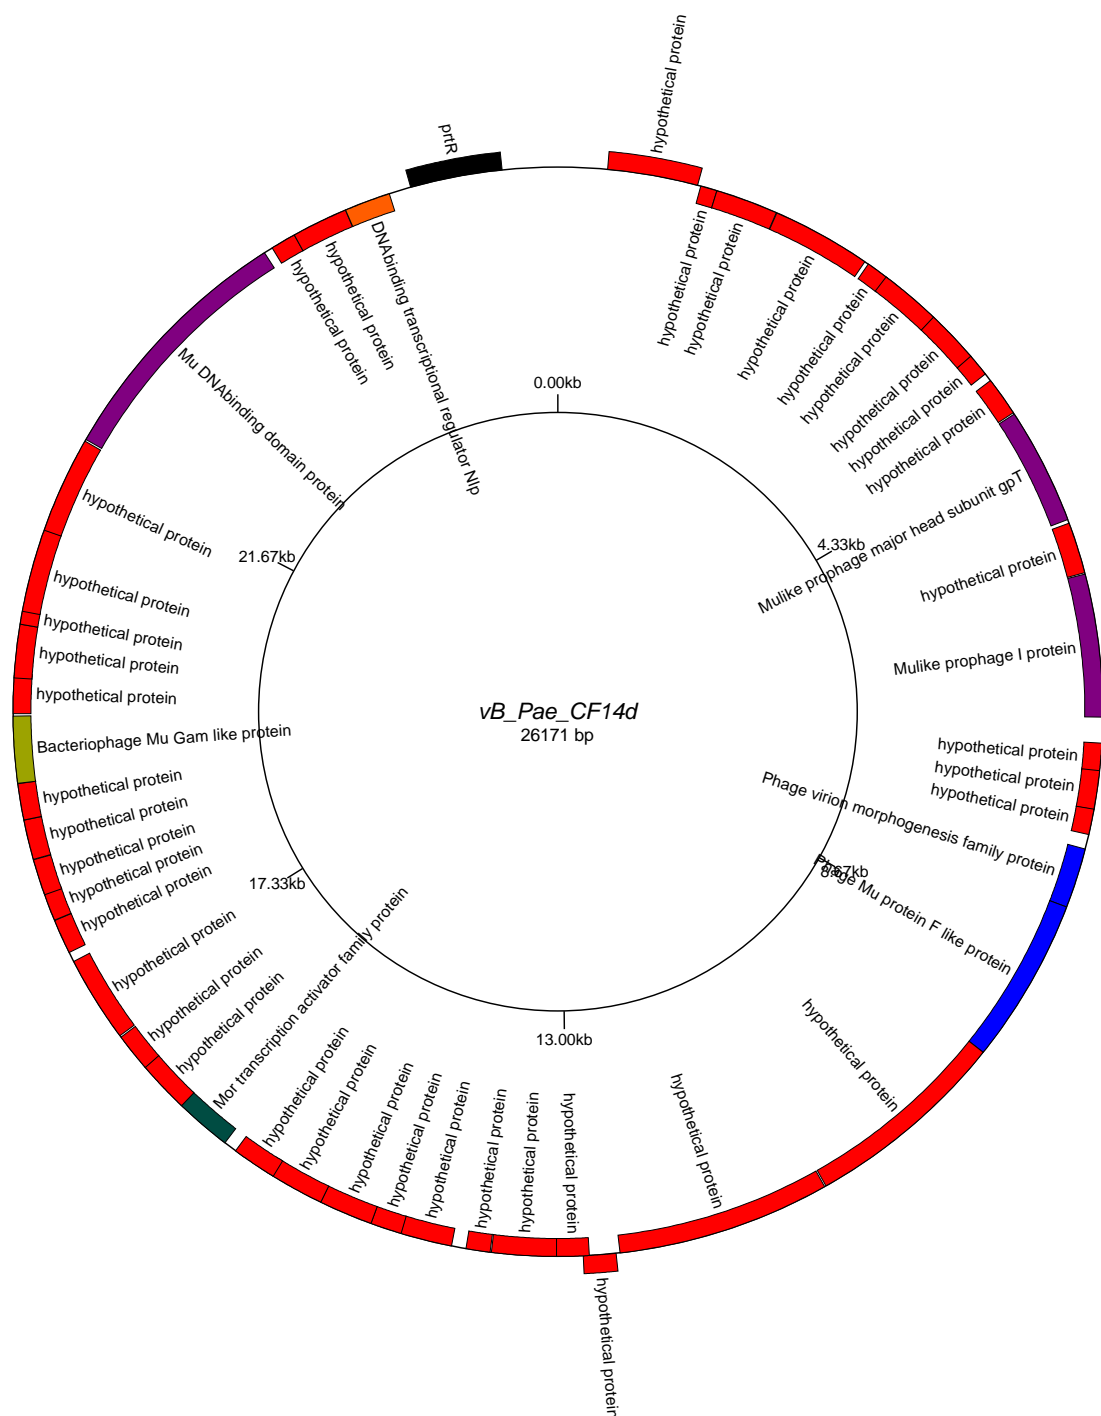 hypothetical protein
prtR
hypothetical protein
hypothetical protein
hypothetical protein
hypothetical protein
hypothetical protein
hypothetical protein
hypothetical protein
hypothetical protein
Mulike prophage major head subunit gpT
hypothetical protein
Mulike prophage I protein
hypothetical protein
hypothetical protein
hypothetical protein
Phage virion morphogenesis family protein
Phage Mu protein F like protein
hypothetical protein
hypothetical protein
hypothetical protein
hypothetical protein
hypothetical protein
hypothetical protein
hypothetical protein
hypothetical protein
hypothetical protein
hypothetical protein
hypothetical protein
Mor transcription activator family protein
hypothetical protein
hypothetical protein
hypothetical protein
hypothetical protein
hypothetical protein
hypothetical protein
hypothetical protein
hypothetical protein
Bacteriophage Mu Gam like protein
hypothetical protein
hypothetical protein
hypothetical protein
hypothetical protein
hypothetical protein
Mu DNAbinding domain protein
hypothetical protein
hypothetical protein
DNAbinding transcriptional regulator Nlp
0.00kb
4.33kb
8.67kb
13.00kb
17.33kb
21.67kb
vB_Pae_CF14d
26171 bp